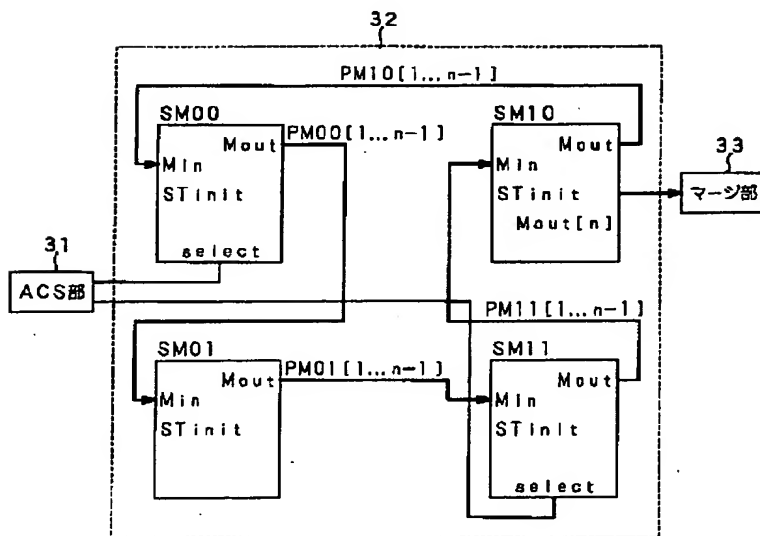 32
PM10[1...n-1]
SM00
PM00[1...n-1]
Mout
Min
STinit
select
SM10
Mout
Min
STinit
Mout[n]
33
マージ部
31
ACS部
SM01
Mout
Min
STinit
PM01[1...n-1]
PM11[1...n-1]
SM11
Mout
Min
STinit
select